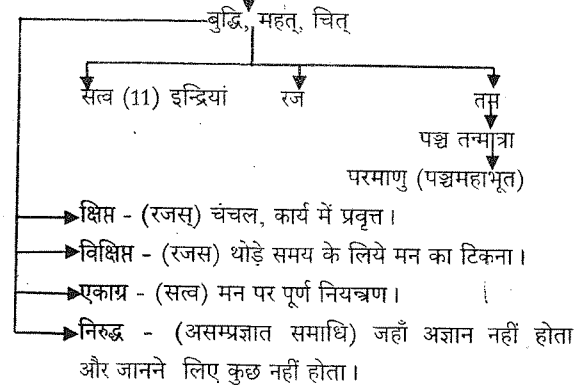 बुद्धि, महत्, चित्
सत्व (11) इन्द्रियां रज तम
पञ्च तन्मात्रा
परमाणु (पञ्चमहाभूत)
क्षिप्त - (रजस्) चंचल, कार्य में प्रवृत्त।
विक्षिप्त - (रजस) थोड़े समय के लिये मन का टिकना।
एकाग्र - (सत्व) मन पर पूर्ण नियन्त्रण।
निरुद्ध - (असम्प्रज्ञात समाधि) जहाँ अज्ञान नहीं होता
और जानने लिए कुछ नहीं होता।